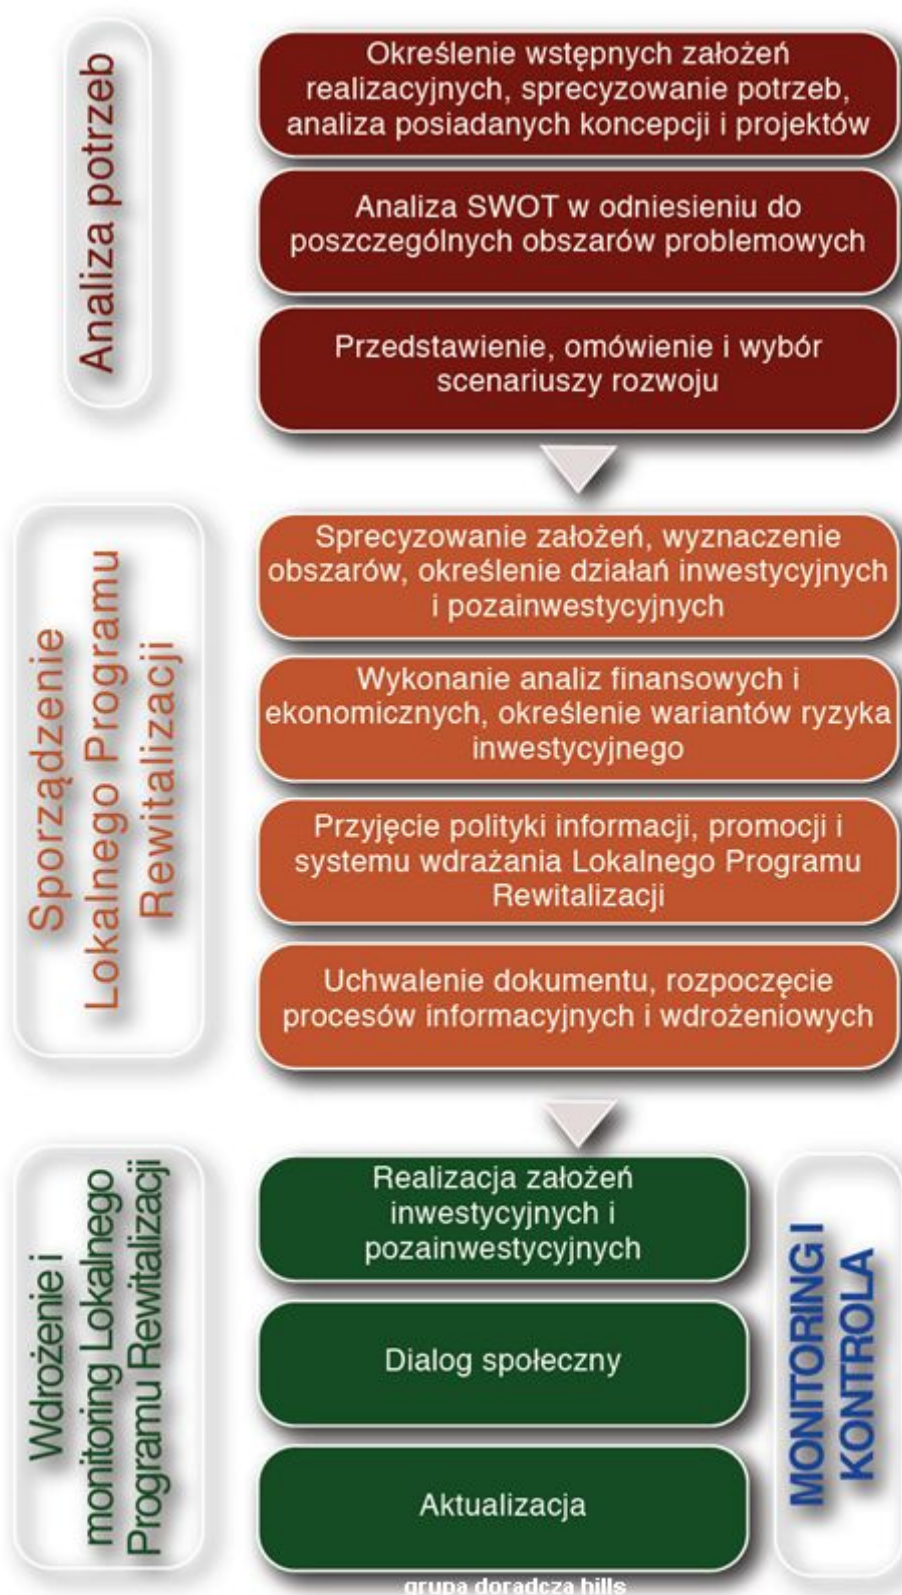 Analiza potrzeb
Określenie wstępnych założeń
realizacyjnych, sprecyzowanie potrzeb,
analiza posiadanych koncepcji i projektów
Analiza SWOT w odniesieniu do
poszczególnych obszarów problemowych
Przedstawienie, omówienie i wybór
scenariuszy rozwoju
Sporządzenie
Lokalnego Programu
Rewitalizacji
Sprecyzowanie założeń, wyznaczenie
obszarów, określenie działań inwestycyjnych
i pozainwestycyjnych
Wykonanie analiz finansowych i
ekonomicznych, określenie wariantów ryzyka
inwestycyjnego
Przyjęcie polityki informacji, promocji i
systemu wdrażania Lokalnego Programu
Rewitalizacji
Uchwalenie dokumentu, rozpoczęcie
procesów informacyjnych i wdrożeniowych
Wdrożenie i
monitoring Lokalnego
Programu Rewitalizacji
Realizacja założeń
inwestycyjnych i
pozainwestycyjnych
Dialog społeczny
Aktualizacja
MONITORING I
KONTROLA
grupa doradcza hills